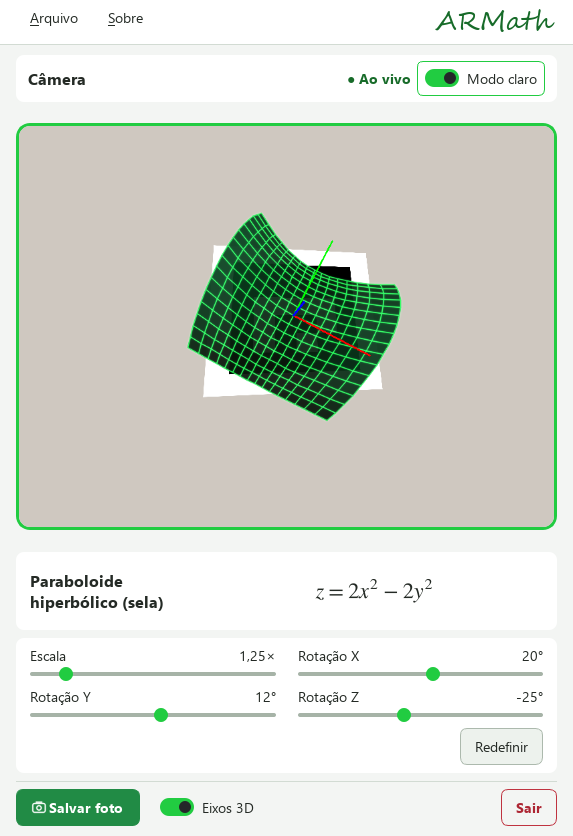 Arquivo Sobre ARMath
Câmera ● Ao vivo Modo claro
Paraboloide
hiperbólico (sela)
z = 2x² − 2y²
Escala 1,25× Rotação X 20°
Rotação Y 12° Rotação Z -25°
Redefinir
Salvar foto Eixos 3D Sair